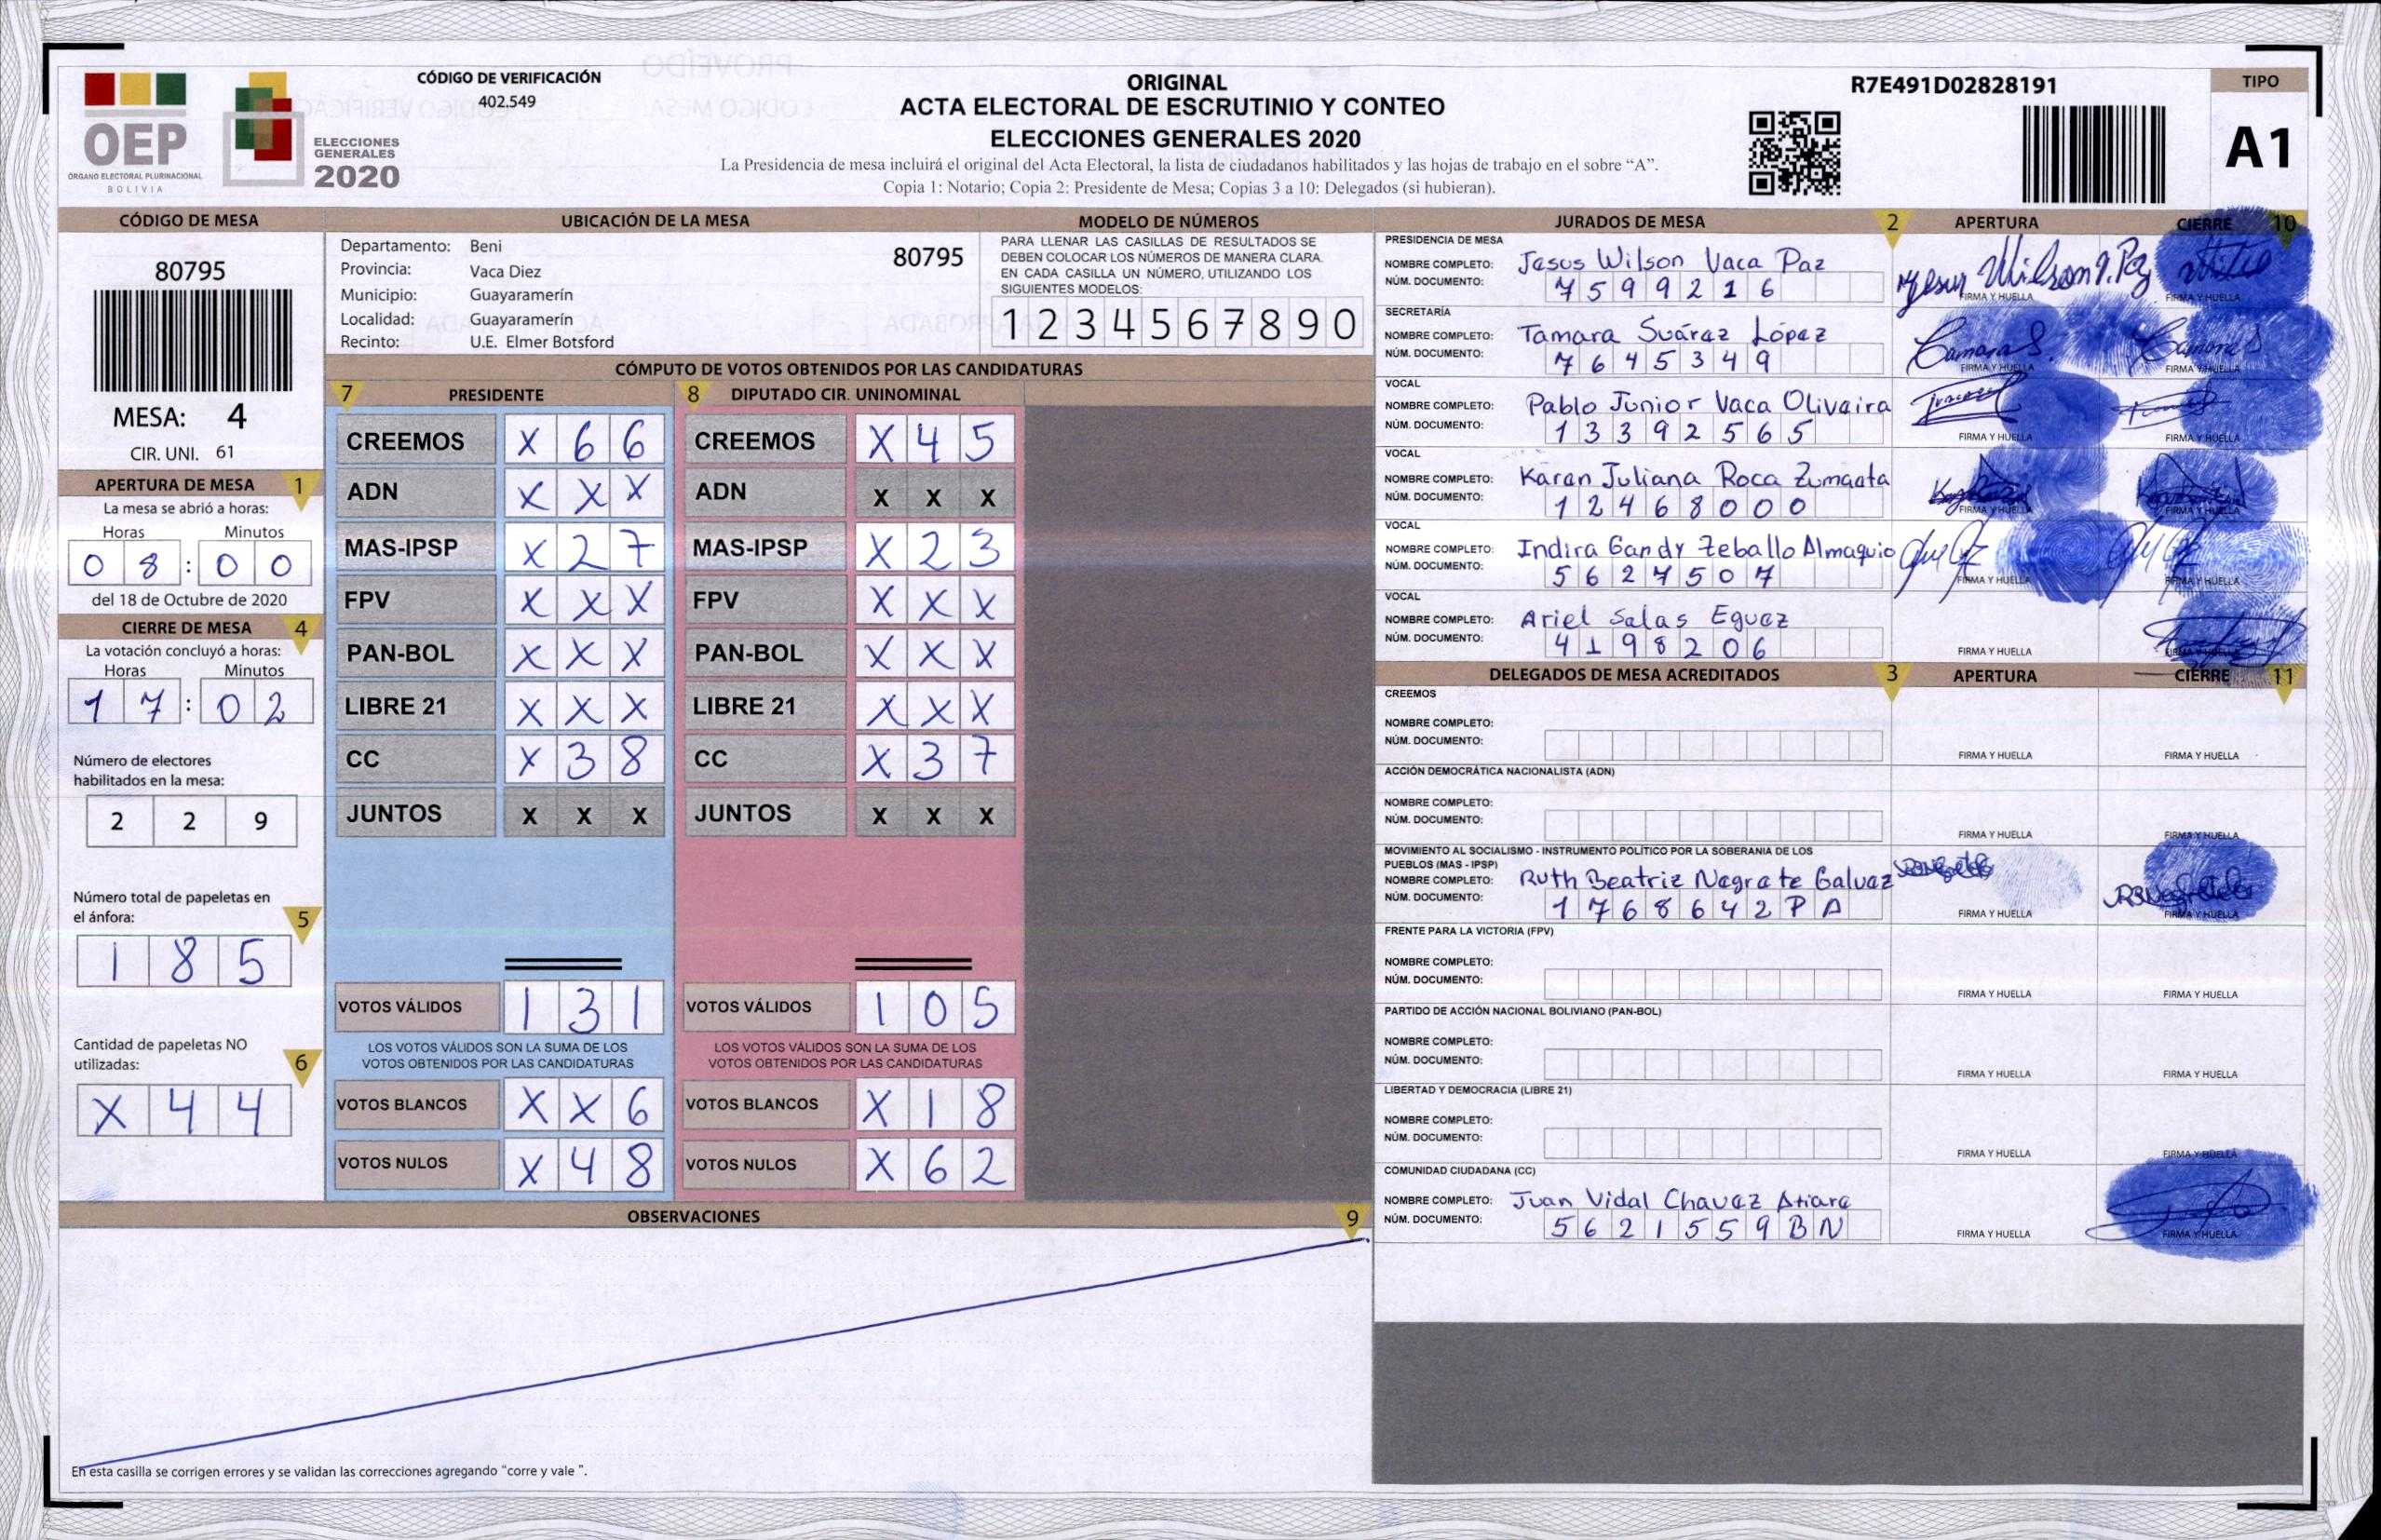 OEP
ÓRGANO ELECTORAL PLURINACIONAL
BOLIVIA
ELECCIONES
GENERALES
2020
CÓDIGO DE VERIFICACIÓN
402.549
ORIGINAL
ACTA ELECTORAL DE ESCRUTINIO Y CONTEO
ELECCIONES GENERALES 2020
La Presidencia de mesa incluirá el original del Acta Electoral, la lista de ciudadanos habilitados y las hojas de trabajo en el sobre “A”.
Copia 1: Notario; Copia 2: Presidente de Mesa; Copias 3 a 10: Delegados (si hubieran).
R7E491D02828191
TIPO
A1
CÓDIGO DE MESA
80795
MESA: 4
CIR. UNI. 61
APERTURA DE MESA 1
La mesa se abrió a horas:
Horas Minutos
0 8 : 0 0
del 18 de Octubre de 2020
CIERRE DE MESA 4
La votación concluyó a horas:
Horas Minutos
1 7 : 0 2
Número de electores
habilitados en la mesa:
2 2 9
Número total de papeletas en
el ánfora: 5
1 8 5
Cantidad de papeletas NO
utilizadas: 6
X 4 4
UBICACIÓN DE LA MESA
Departamento: Beni 80795
Provincia: Vaca Diez
Municipio: Guayaramerín
Localidad: Guayaramerín
Recinto: U.E. Elmer Botsford
MODELO DE NÚMEROS
PARA LLENAR LAS CASILLAS DE RESULTADOS SE
DEBEN COLOCAR LOS NÚMEROS DE MANERA CLARA.
EN CADA CASILLA UN NÚMERO, UTILIZANDO LOS
SIGUIENTES MODELOS:
1 2 3 4 5 6 7 8 9 0
CÓMPUTO DE VOTOS OBTENIDOS POR LAS CANDIDATURAS
7 PRESIDENTE 8 DIPUTADO CIR. UNINOMINAL
CREEMOS X 6 6 CREEMOS X 4 5
ADN X X X ADN X X X
MAS-IPSP X 2 7 MAS-IPSP X 2 3
FPV X X X FPV X X X
PAN-BOL X X X PAN-BOL X X X
LIBRE 21 X X X LIBRE 21 X X X
CC X 3 8 CC X 3 7
JUNTOS X X X JUNTOS X X X
VOTOS VÁLIDOS 1 3 1 VOTOS VÁLIDOS 1 0 5
LOS VOTOS VÁLIDOS SON LA SUMA DE LOS LOS VOTOS VÁLIDOS SON LA SUMA DE LOS
VOTOS OBTENIDOS POR LAS CANDIDATURAS VOTOS OBTENIDOS POR LAS CANDIDATURAS
VOTOS BLANCOS X X 6 VOTOS BLANCOS X 1 8
VOTOS NULOS X 4 8 VOTOS NULOS X 6 2
OBSERVACIONES 9
En esta casilla se corrigen errores y se validan las correcciones agregando “corre y vale ”.
JURADOS DE MESA 2 APERTURA CIERRE 10
PRESIDENCIA DE MESA
NOMBRE COMPLETO: Jesus Wilson Vaca Paz
NÚM. DOCUMENTO: 7 5 9 9 2 1 6
FIRMA Y HUELLA FIRMA Y HUELLA
SECRETARÍA
NOMBRE COMPLETO: Tamara Suárez López
NÚM. DOCUMENTO: 7 6 4 5 3 4 9
FIRMA Y HUELLA FIRMA Y HUELLA
VOCAL
NOMBRE COMPLETO: Pablo Junior Vaca Oliveira
NÚM. DOCUMENTO: 1 3 3 9 2 5 6 5
FIRMA Y HUELLA FIRMA Y HUELLA
VOCAL
NOMBRE COMPLETO: Karen Juliana Roca Zumaeta
NÚM. DOCUMENTO: 1 2 4 6 8 0 0 0
FIRMA Y HUELLA FIRMA Y HUELLA
VOCAL
NOMBRE COMPLETO: Indira Gandy Zeballo Almaquio
NÚM. DOCUMENTO: 5 6 2 7 5 0 7
FIRMA Y HUELLA FIRMA Y HUELLA
VOCAL
NOMBRE COMPLETO: Ariel Salas Eguez
NÚM. DOCUMENTO: 4 1 9 8 2 0 6
FIRMA Y HUELLA FIRMA Y HUELLA
DELEGADOS DE MESA ACREDITADOS 3 APERTURA CIERRE 11
CREEMOS
NOMBRE COMPLETO:
NÚM. DOCUMENTO:
FIRMA Y HUELLA FIRMA Y HUELLA
ACCIÓN DEMOCRÁTICA NACIONALISTA (ADN)
NOMBRE COMPLETO:
NÚM. DOCUMENTO:
FIRMA Y HUELLA FIRMA Y HUELLA
MOVIMIENTO AL SOCIALISMO - INSTRUMENTO POLÍTICO POR LA SOBERANIA DE LOS
PUEBLOS (MAS - IPSP)
NOMBRE COMPLETO: Ruth Beatriz Negrete Galvez
NÚM. DOCUMENTO: 1 7 6 8 6 4 2 P A
FIRMA Y HUELLA FIRMA Y HUELLA
FRENTE PARA LA VICTORIA (FPV)
NOMBRE COMPLETO:
NÚM. DOCUMENTO:
FIRMA Y HUELLA FIRMA Y HUELLA
PARTIDO DE ACCIÓN NACIONAL BOLIVIANO (PAN-BOL)
NOMBRE COMPLETO:
NÚM. DOCUMENTO:
FIRMA Y HUELLA FIRMA Y HUELLA
LIBERTAD Y DEMOCRACIA (LIBRE 21)
NOMBRE COMPLETO:
NÚM. DOCUMENTO:
FIRMA Y HUELLA FIRMA Y HUELLA
COMUNIDAD CIUDADANA (CC)
NOMBRE COMPLETO: Juan Vidal Chavez Atiare
NÚM. DOCUMENTO: 5 6 2 1 5 5 9 B N
FIRMA Y HUELLA FIRMA Y HUELLA